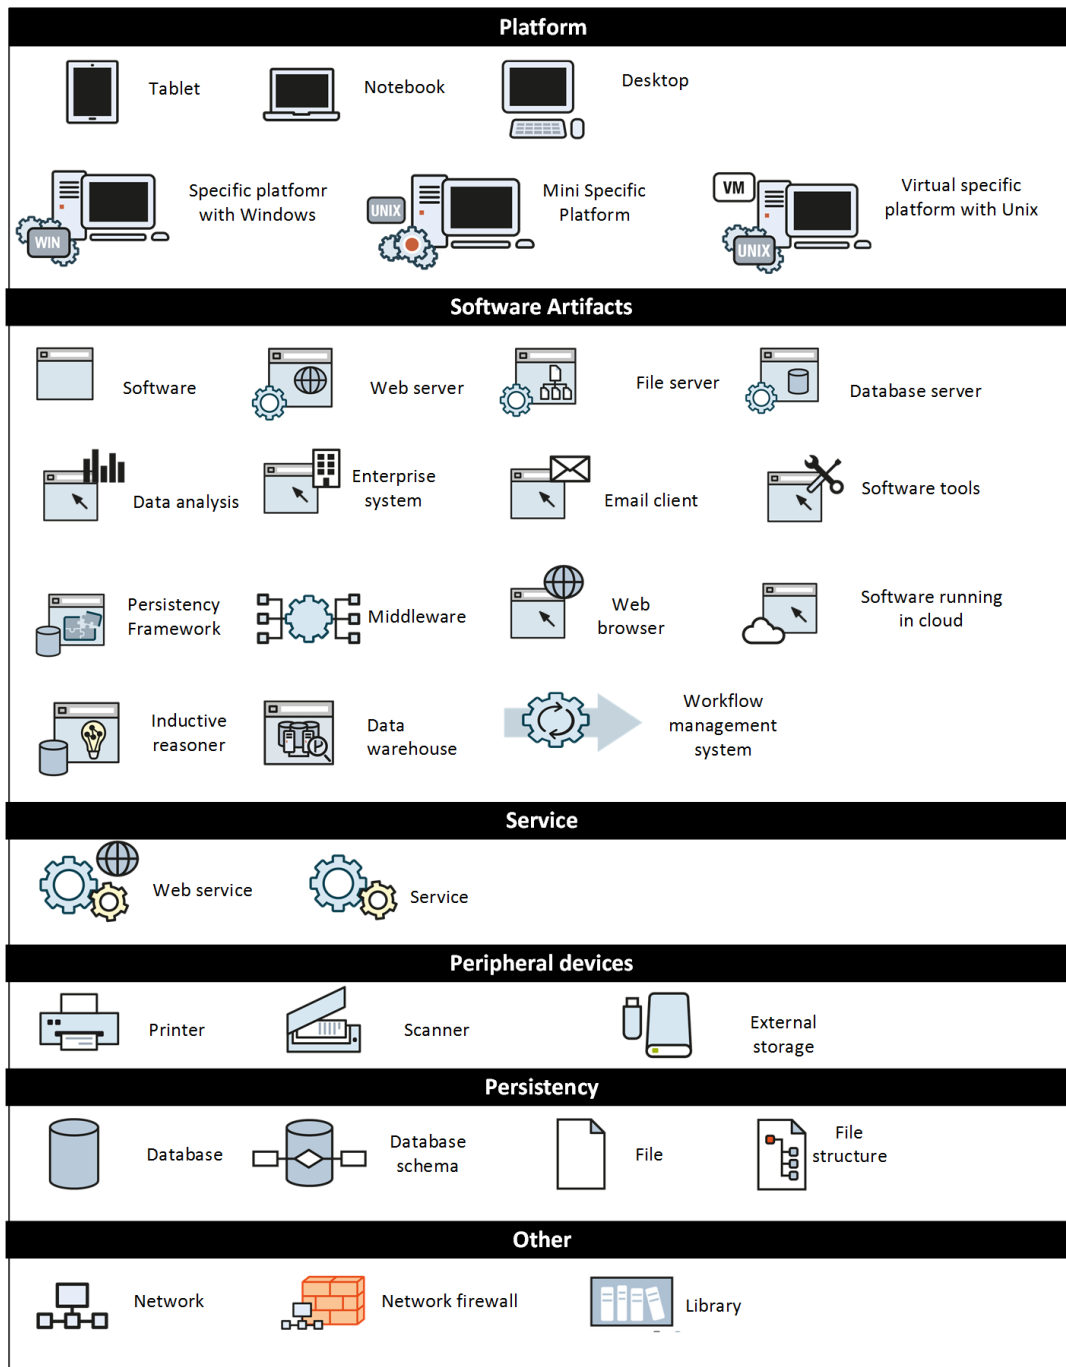 Platform
Tablet
Notebook
Desktop
Specific platfomr
with Windows
WIN
UNIX
Mini Specific
Platform
VM
UNIX
Virtual specific
platform with Unix
Software Artifacts
Software
Web server
File server
Database server
Data analysis
Enterprise
system
Email client
Software tools
Persistency
Framework
Middleware
Web
browser
Software running
in cloud
Inductive
reasoner
Data
warehouse
Workflow
management
system
Service
Web service
Service
Peripheral devices
Printer
Scanner
External
storage
Persistency
Database
Database
schema
File
File
structure
Other
Network
Network firewall
Library